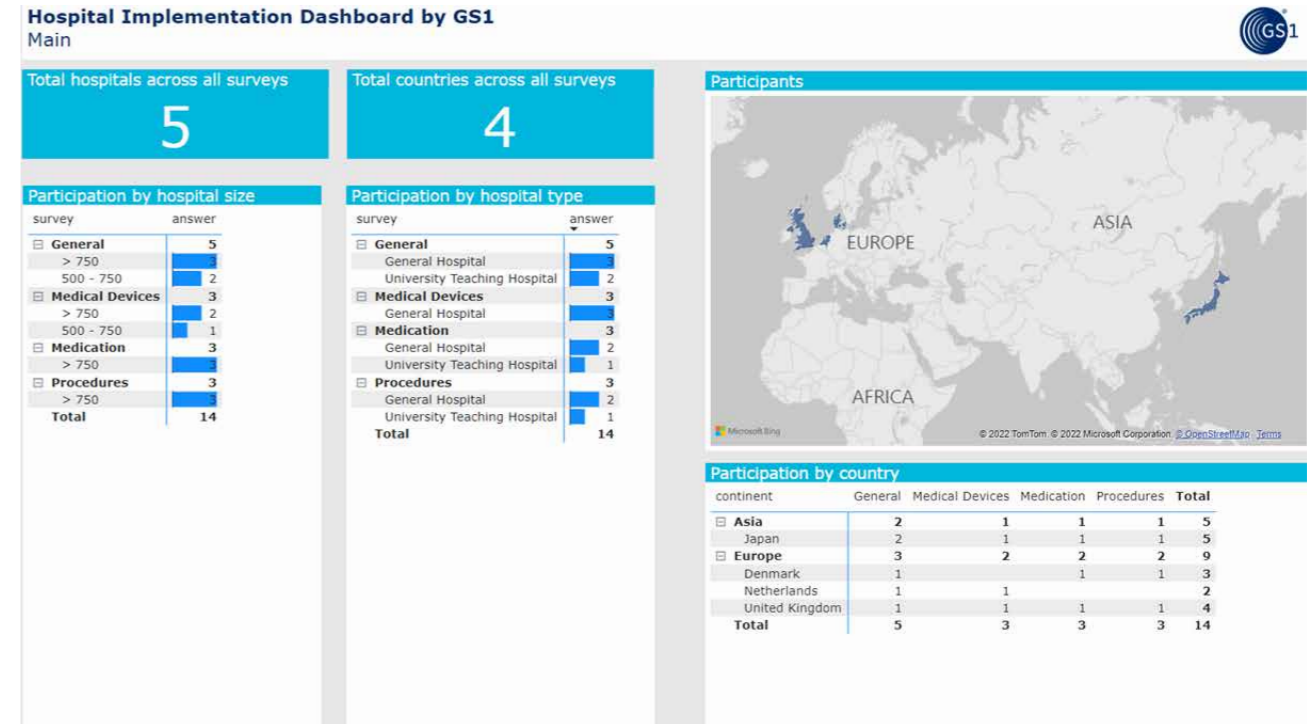 Hospital Implementation Dashboard by GS1
Main
GS1
Total hospitals across all surveys
5
Total countries across all surveys
4
Participation by hospital size
survey answer
General 5
> 750 3
500 - 750 2
Medical Devices 3
> 750 2
500 - 750 1
Medication 3
> 750 3
Procedures 3
> 750 3
Total 14
Participation by hospital type
survey answer
General 5
General Hospital 3
University Teaching Hospital 2
Medical Devices 3
General Hospital 3
Medication 3
General Hospital 2
University Teaching Hospital 1
Procedures 3
General Hospital 2
University Teaching Hospital 1
Total 14
Participants
ASIA
EUROPE
AFRICA
Microsoft Bing
© 2022 TomTom © 2022 Microsoft Corporation © OpenStreetMap Terms
Participation by country
continent General Medical Devices Medication Procedures Total
Asia 2 1 1 1 5
Japan 2 1 1 1 5
Europe 3 2 2 2 9
Denmark 1 1 1 3
Netherlands 1 1 2
United Kingdom 1 1 1 1 4
Total 5 3 3 3 14